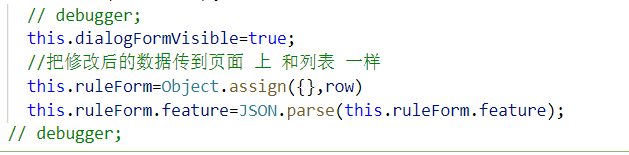 // debugger;
this.dialogFormVisible=true;
//把修改后的数据传到页面 上 和列表 一样
this.ruleForm=Object.assign({},row)
this.ruleForm.feature=JSON.parse(this.ruleForm.feature);
// debugger;